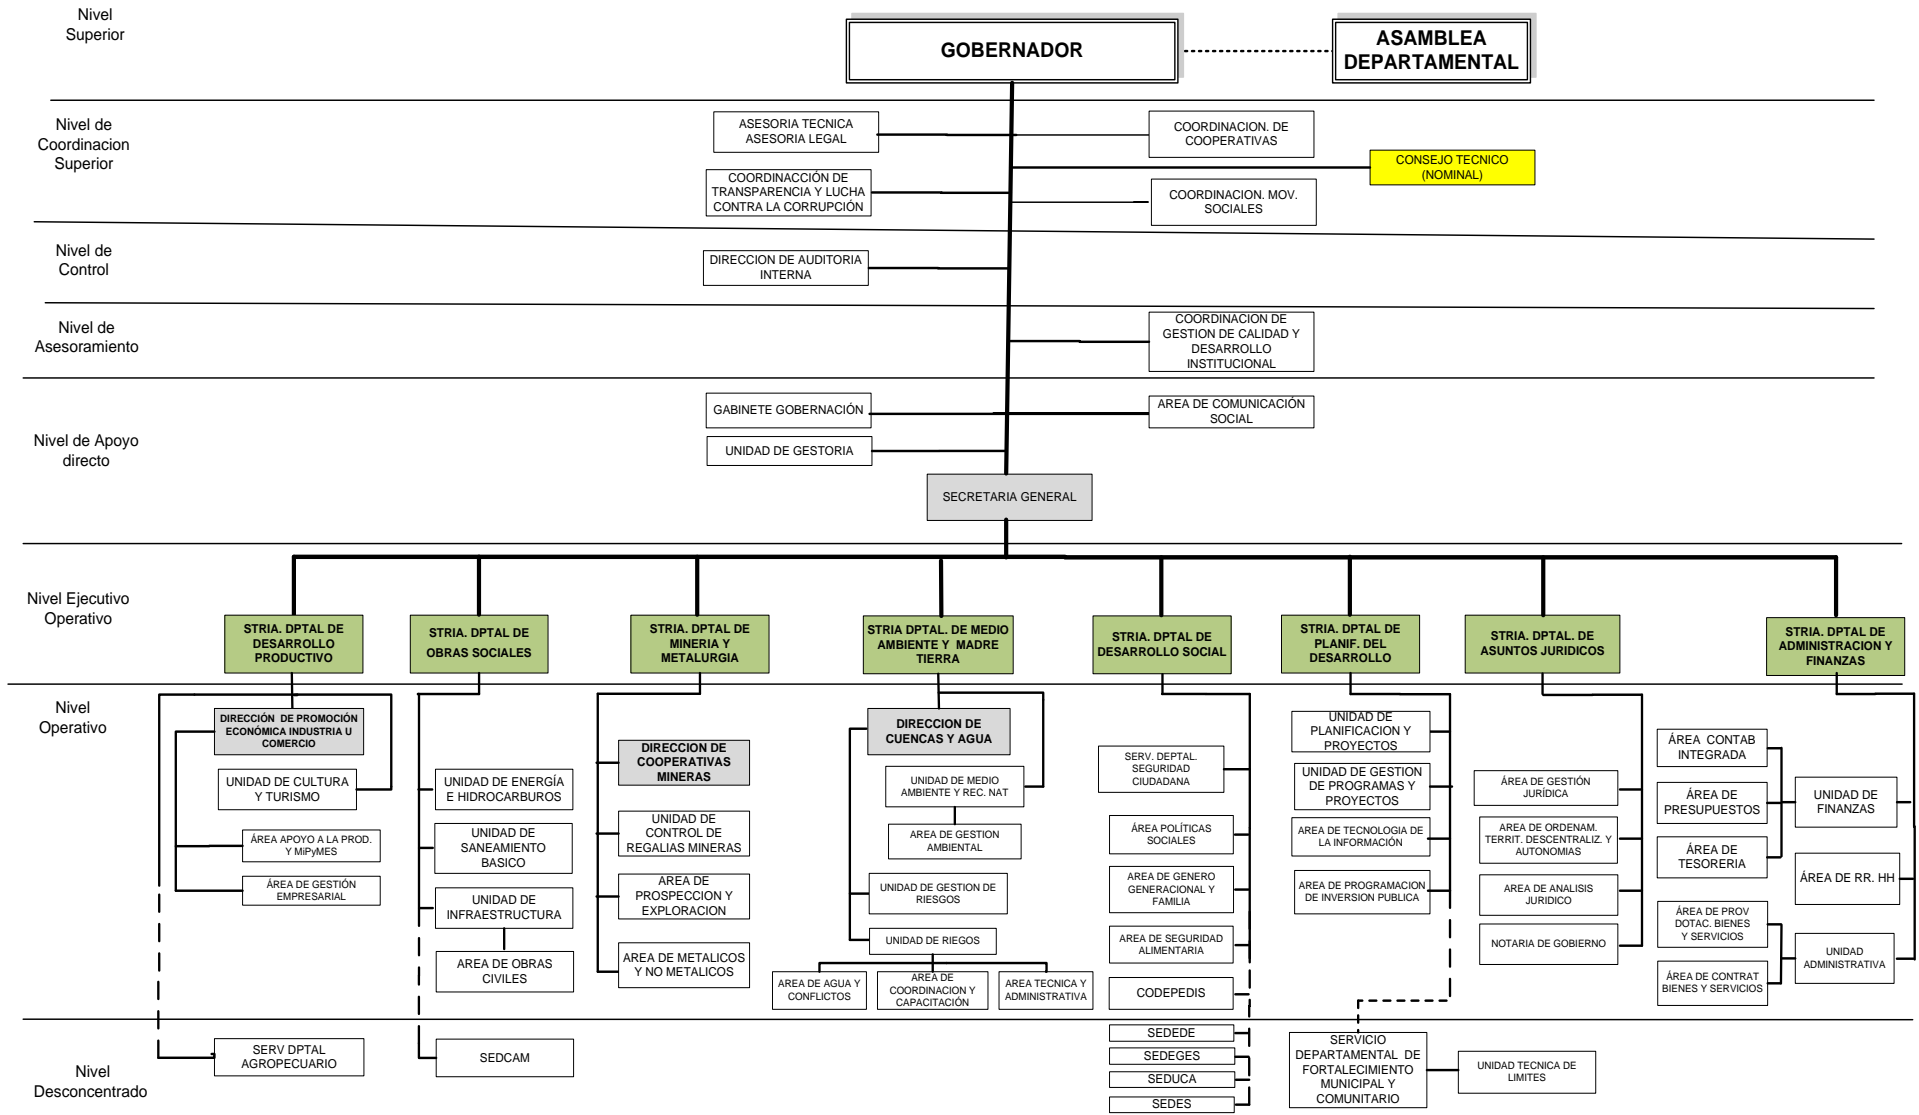 Nivel
Superior
GOBERNADOR
ASAMBLEA
DEPARTAMENTAL
Nivel de
Coordinacion
Superior
ASESORIA TECNICA
ASESORIA LEGAL
COORDINACION. DE
COOPERATIVAS
CONSEJO TECNICO
(NOMINAL)
COORDINACCIÓN DE
TRANSPARENCIA Y LUCHA
CONTRA LA CORRUPCIÓN
COORDINACION. MOV.
SOCIALES
Nivel de
Control
DIRECCION DE AUDITORIA
INTERNA
Nivel de
Asesoramiento
COORDINACION DE
GESTION DE CALIDAD Y
DESARROLLO
INSTITUCIONAL
Nivel de Apoyo
directo
GABINETE GOBERNACIÓN
AREA DE COMUNICACIÓN
SOCIAL
UNIDAD DE GESTORIA
SECRETARIA GENERAL
Nivel Ejecutivo
Operativo
STRIA. DPTAL DE
DESARROLLO
PRODUCTIVO
STRIA. DPTAL DE
OBRAS SOCIALES
STRIA. DPTAL DE
MINERIA Y
METALURGIA
STRIA DPTAL. DE MEDIO
AMBIENTE Y MADRE
TIERRA
STRIA. DPTAL DE
DESARROLLO SOCIAL
STRIA. DPTAL DE
PLANIF. DEL
DESARROLLO
STRIA. DPTAL. DE
ASUNTOS JURIDICOS
STRIA. DPTAL DE
ADMINISTRACION Y
FINANZAS
Nivel
Operativo
DIRECCIÓN DE PROMOCIÓN
ECONÓMICA INDUSTRIA U
COMERCIO
UNIDAD DE CULTURA
Y TURISMO
ÁREA APOYO A LA PROD.
Y MiPyMES
ÁREA DE GESTIÓN
EMPRESARIAL
UNIDAD DE ENERGÍA
E HIDROCARBUROS
UNIDAD DE
SANEAMIENTO
BASICO
UNIDAD DE
INFRAESTRUCTURA
AREA DE OBRAS
CIVILES
DIRECCION DE
COOPERATIVAS
MINERAS
UNIDAD DE
CONTROL DE
REGALIAS MINERAS
AREA DE
PROSPECCION Y
EXPLORACION
AREA DE METALICOS
Y NO METALICOS
DIRECCION DE
CUENCAS Y AGUA
UNIDAD DE MEDIO
AMBIENTE Y REC. NAT
AREA DE GESTION
AMBIENTAL
UNIDAD DE GESTION DE
RIESGOS
UNIDAD DE RIEGOS
AREA DE AGUA Y
CONFLICTOS
AREA DE
COORDINACION Y
CAPACITACIÓN
AREA TECNICA Y
ADMINISTRATIVA
SERV. DEPTAL.
SEGURIDAD
CIUDADANA
ÁREA POLÍTICAS
SOCIALES
AREA DE GENERO
GENERACIONAL Y
FAMILIA
AREA DE SEGURIDAD
ALIMENTARIA
CODEPEDIS
UNIDAD DE
PLANIFICACION Y
PROYECTOS
UNIDAD DE GESTION
DE PROGRAMAS Y
PROYECTOS
AREA DE TECNOLOGIA DE
LA INFORMACIÓN
AREA DE PROGRAMACION
DE INVERSION PUBLICA
ÁREA DE GESTIÓN
JURÍDICA
AREA DE ORDENAM.
TERRIT. DESCENTRALIZ. Y
AUTONOMIAS
AREA DE ANALISIS
JURIDICO
NOTARIA DE GOBIERNO
ÁREA CONTAB
INTEGRADA
ÁREA DE
PRESUPUESTOS
ÁREA DE
TESORERIA
UNIDAD DE
FINANZAS
ÁREA DE RR. HH
ÁREA DE PROV
DOTAC. BIENES
Y SERVICIOS
ÁREA DE CONTRAT
BIENES Y SERVICIOS
UNIDAD
ADMINISTRATIVA
Nivel
Desconcentrado
SERV DPTAL
AGROPECUARIO
SEDCAM
SEDEDE
SEDEGES
SEDUCA
SEDES
SERVICIO
DEPARTAMENTAL DE
FORTALECIMIENTO
MUNICIPAL Y
COMUNITARIO
UNIDAD TECNICA DE
LIMITES